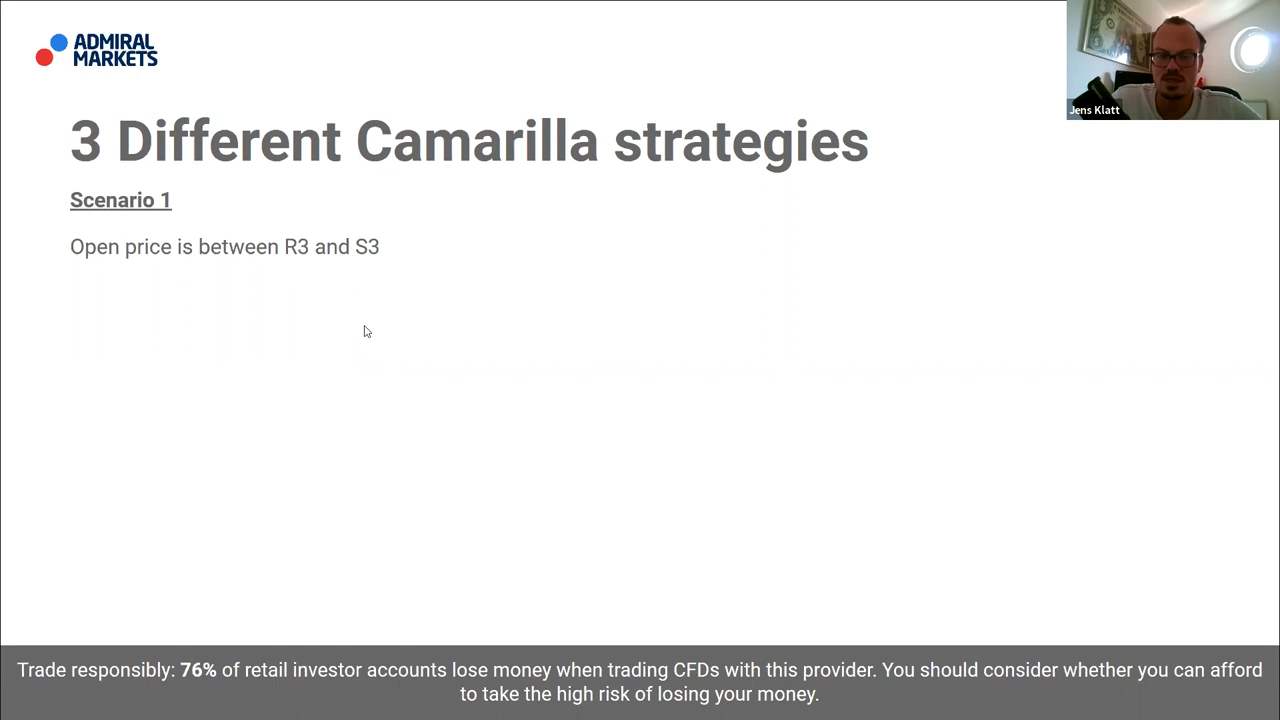 ADMIRAL
MARKETS
Jens Klatt
3 Different Camarilla strategies
Scenario 1
Open price is between R3 and S3
Trade responsibly: 76% of retail investor accounts lose money when trading CFDs with this provider. You should consider whether you can afford
to take the high risk of losing your money.